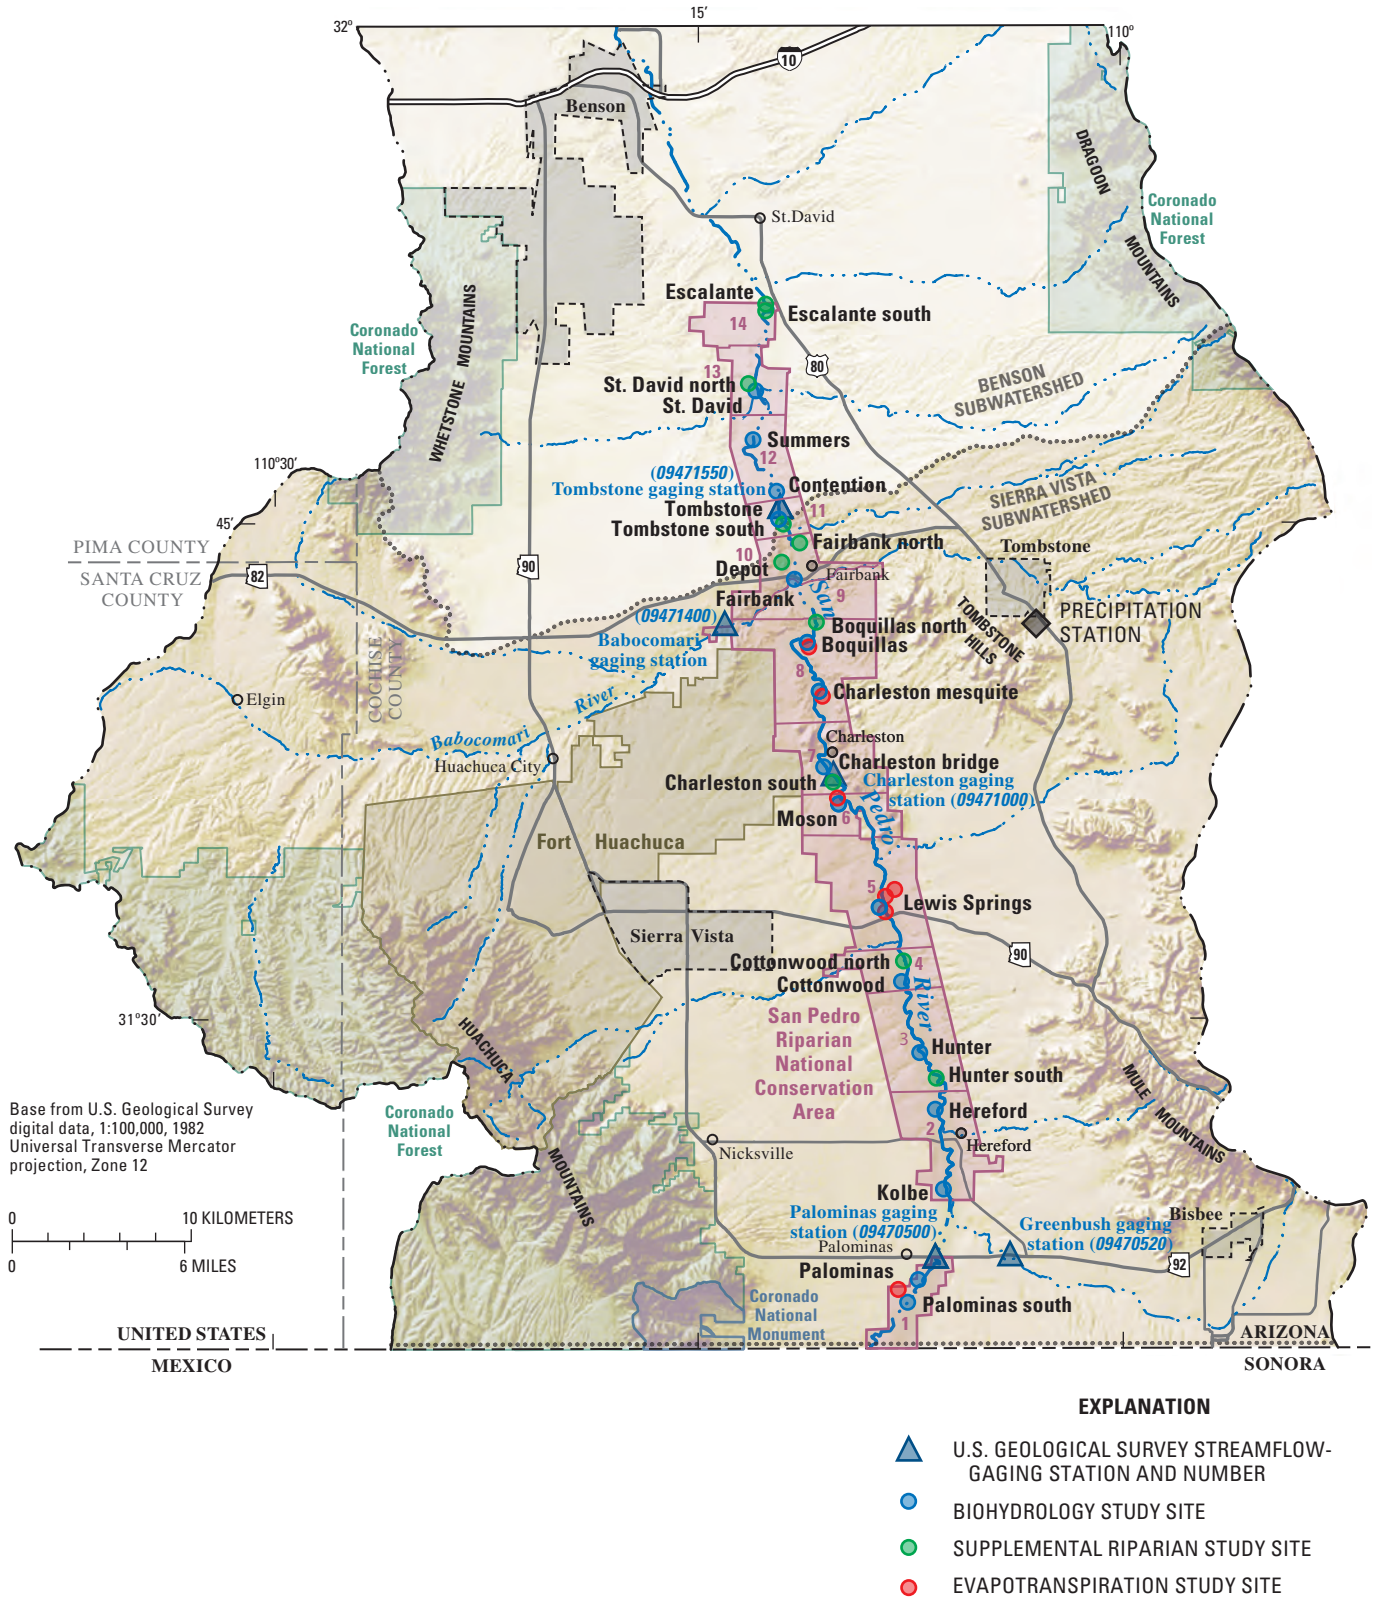 32°
15'
110°
10
Benson
DRAGOON
MOUNTAINS
Coronado
National
Forest
St.David
WHETSTONE MOUNTAINS
Coronado
National
Forest
Escalante
Escalante south
14
80
13
St. David north
St. David
BENSON
SUBWATERSHED
Summers
12
110°30'
(09471550)
Tombstone gaging station
Contention
SIERRA VISTA
SUBWATERSHED
45'
Tombstone
11
Tombstone south
Fairbank north
Tombstone
PIMA COUNTY
SANTA CRUZ
COUNTY
82
90
10
Depot
Fairbank
Fairbank
9
San
TOMBSTONE
HILLS
PRECIPITATION
STATION
(09471400)
Babocomari
gaging station
Boquillas north
Boquillas
COCHISE
COUNTY
8
Charleston mesquite
Elgin
Babocomari
River
Huachuca City
Charleston
7
Charleston bridge
Charleston south
Charleston gaging
station (09471000)
Moson
6
Pedro
Fort Huachuca
5
Lewis Springs
Sierra Vista
90
Cottonwood north
4
Cottonwood
River
31°30'
San Pedro
Riparian
National
Conservation
Area
3
Hunter
Hunter south
HUACHUCA
MOUNTAINS
MULE MOUNTAINS
Base from U.S. Geological Survey
digital data, 1:100,000, 1982
Universal Transverse Mercator
projection, Zone 12
Coronado
National
Forest
Hereford
2
Hereford
Nicksville
Kolbe
0 10 KILOMETERS
0 6 MILES
Palominas gaging
station (09470500)
Greenbush gaging
station (09470520)
Bisbee
Palominas
92
Palominas
Palominas south
1
Coronado
National
Monument
UNITED STATES
MEXICO
ARIZONA
SONORA
EXPLANATION
U.S. GEOLOGICAL SURVEY STREAMFLOW-
GAGING STATION AND NUMBER
BIOHYDROLOGY STUDY SITE
SUPPLEMENTAL RIPARIAN STUDY SITE
EVAPOTRANSPIRATION STUDY SITE